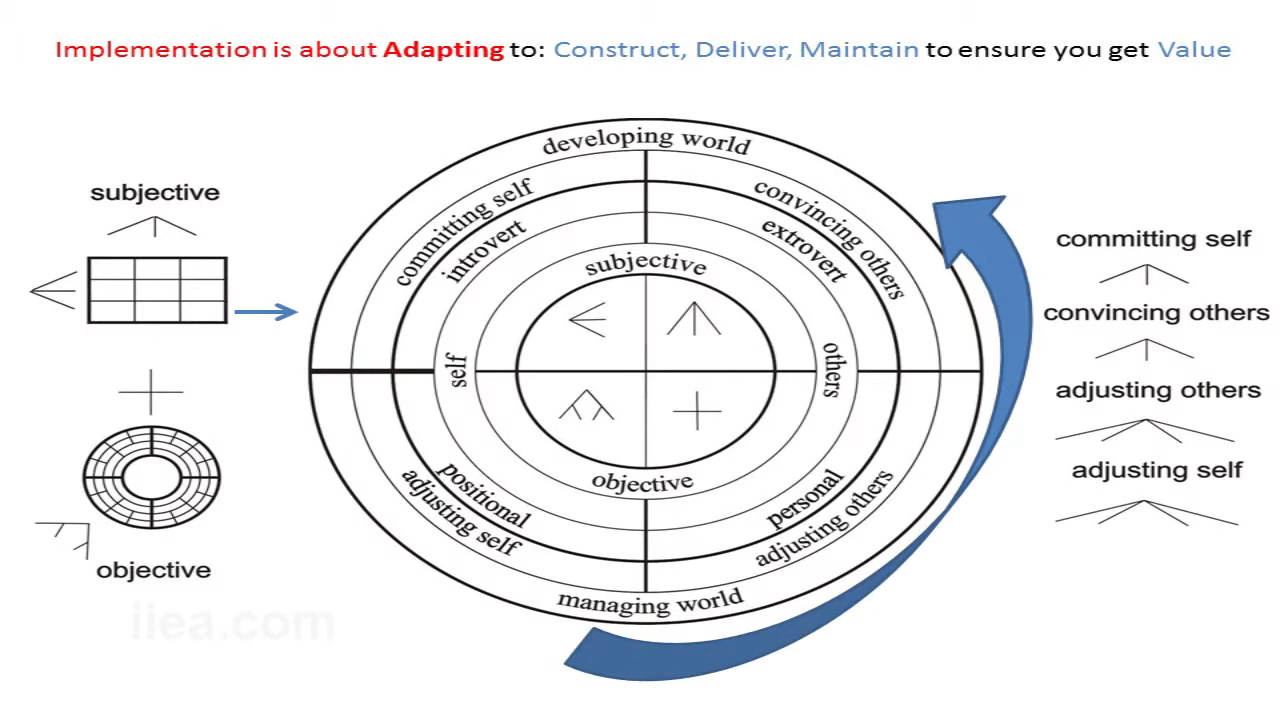 Implementation is about Adapting to: Construct, Deliver, Maintain to ensure you get Value
subjective
objective
iiea.com
developing world
committing self
convincing others
introvert
extrovert
subjective
self
others
objective
positional
personal
adjusting self
adjusting others
managing world
committing self
convincing others
adjusting others
adjusting self